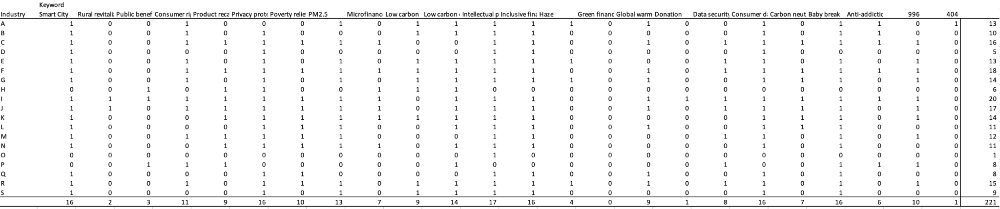 Keyword
Industry Smart City Rural revitali Public benef Consumer ri Product reca Privacy prote Poverty relief PM2.5 Microfinanc Low carbon Low carbon Intellectual p Inclusive fina Haze Green financ Global warm Donation Data security Consumer d Carbon neut Baby break Anti-addictic 996 404
A 1 0 0 1 0 0 0 1 0 1 1 1 1 1 0 1 0 0 1 0 1 1 0 1 13
B 1 0 0 1 0 1 0 0 0 1 1 1 1 0 0 0 0 0 1 0 1 1 0 0 10
C 1 0 0 1 1 1 1 1 1 0 0 1 1 0 0 1 0 1 1 1 1 1 1 0 16
D 1 0 0 0 0 1 0 0 0 0 0 1 1 0 0 0 0 0 1 0 0 0 0 0 5
E 1 0 0 1 0 1 0 1 0 1 1 1 1 1 0 0 0 1 1 0 1 0 1 0 13
F 1 0 0 1 1 1 1 1 1 1 1 1 1 0 0 1 0 1 1 1 1 1 1 0 18
G 1 0 0 1 0 1 0 1 0 1 1 1 1 1 0 1 0 0 1 1 1 0 1 0 14
H 0 0 1 0 1 1 0 0 1 1 1 0 0 0 0 0 0 0 0 0 0 0 0 0 6
I 1 1 1 1 1 1 1 1 1 0 1 1 1 0 0 1 1 1 1 1 1 1 1 0 20
J 1 1 0 1 1 1 1 1 1 0 1 1 1 0 0 1 0 1 1 1 1 0 1 0 17
K 1 0 0 0 1 1 1 1 1 1 1 1 1 0 0 0 0 0 1 1 1 0 1 0 14
L 1 0 0 0 0 1 1 1 0 0 1 1 1 0 0 1 0 0 1 1 1 0 0 0 11
M 1 0 0 1 1 1 1 1 0 0 0 1 1 0 0 0 0 1 1 0 1 0 1 0 12
N 1 0 0 0 1 1 1 1 1 0 1 1 1 0 0 0 0 0 1 0 1 0 0 0 11
O 0 0 0 0 0 0 0 0 0 0 0 1 0 0 0 0 0 0 0 0 0 0 0 0 1
P 0 0 1 1 1 0 0 0 0 0 1 0 0 0 0 0 0 1 0 0 1 1 1 0 8
Q 1 0 0 0 0 1 1 0 0 0 0 1 1 0 0 1 0 0 1 0 1 0 0 0 8
R 1 0 0 1 0 1 1 1 0 1 1 1 1 1 0 1 0 1 1 0 1 0 1 0 15
S 1 0 0 0 0 1 0 1 0 1 1 1 1 0 0 0 0 0 1 0 1 0 0 0 9
16 2 3 11 9 16 10 13 7 9 14 17 16 4 0 9 1 8 16 7 16 6 10 1 221